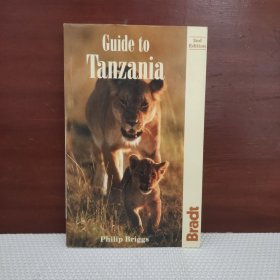 Guide to
Tanzania
2nd
Edition
Philip Briggs
Bradt